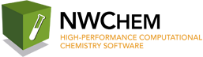 NWCHEM
HIGH-PERFORMANCE COMPUTATIONAL
CHEMISTRY SOFTWARE